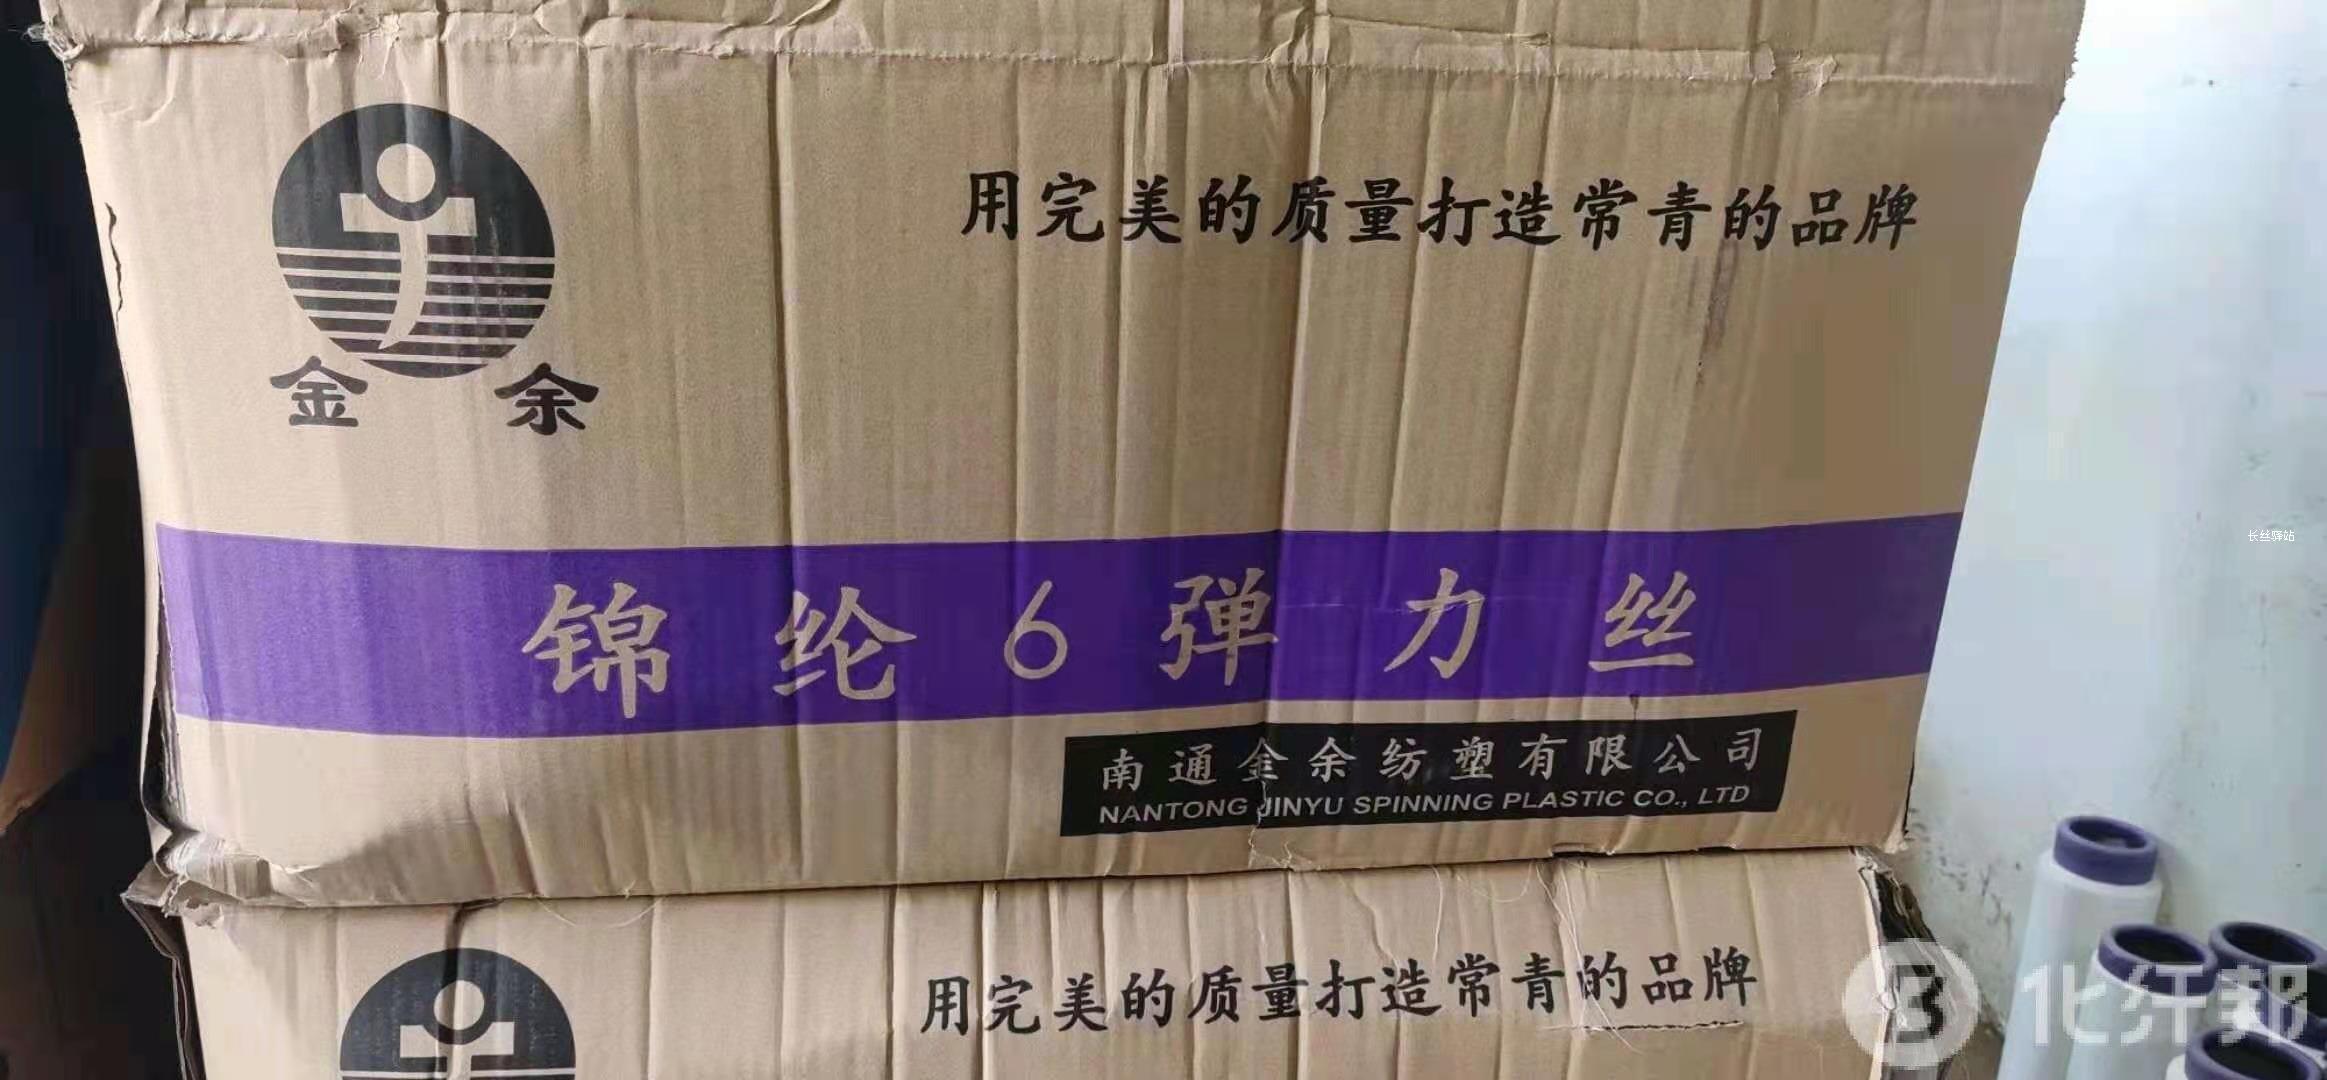 用完美的质量打造常青的品牌
金余
锦纶6弹力丝
南通金余纺塑有限公司
NANTONG JINYU SPINNING PLASTIC CO., LTD
长丝驿站
用完美的质量打造常青的品牌
化纤邦